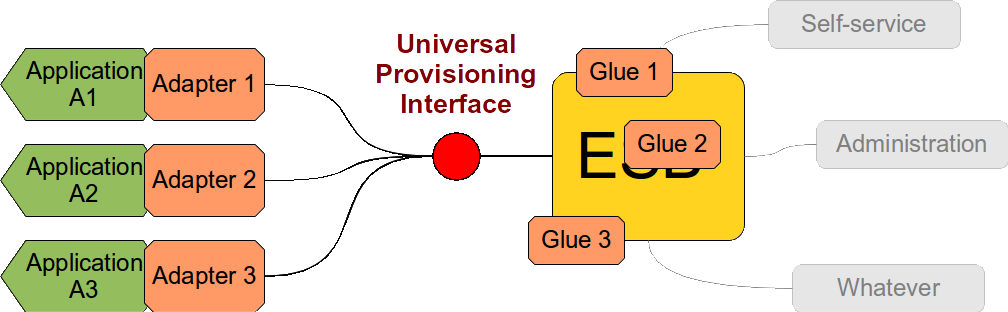 Universal
Provisioning
Interface
Application
A1
Adapter 1
Application
A2
Adapter 2
Application
A3
Adapter 3
Glue 1
ESB
Glue 2
Glue 3
Self-service
Administration
Whatever